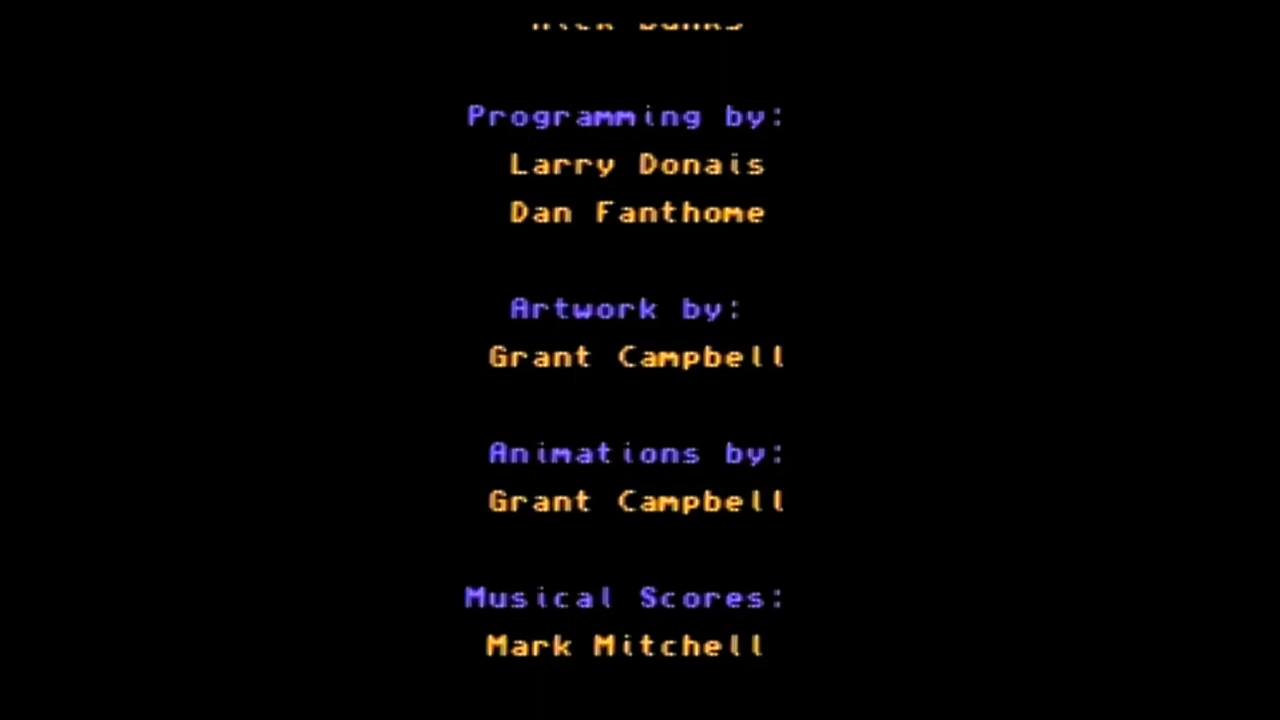 Programming by:
Larry Donais
Dan Fanthome
Artwork by:
Grant Campbell
Animations by:
Grant Campbell
Musical Scores:
Mark Mitchell